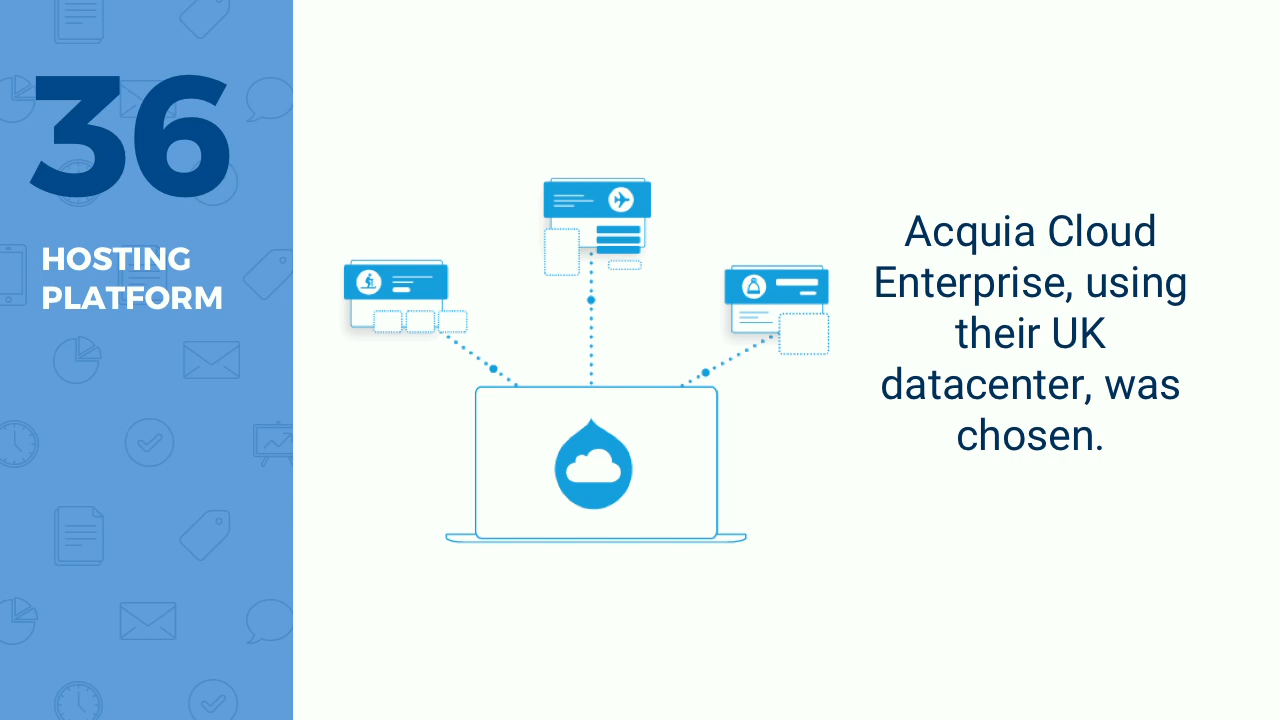 36
HOSTING
PLATFORM
Acquia Cloud
Enterprise, using
their UK
datacenter, was
chosen.